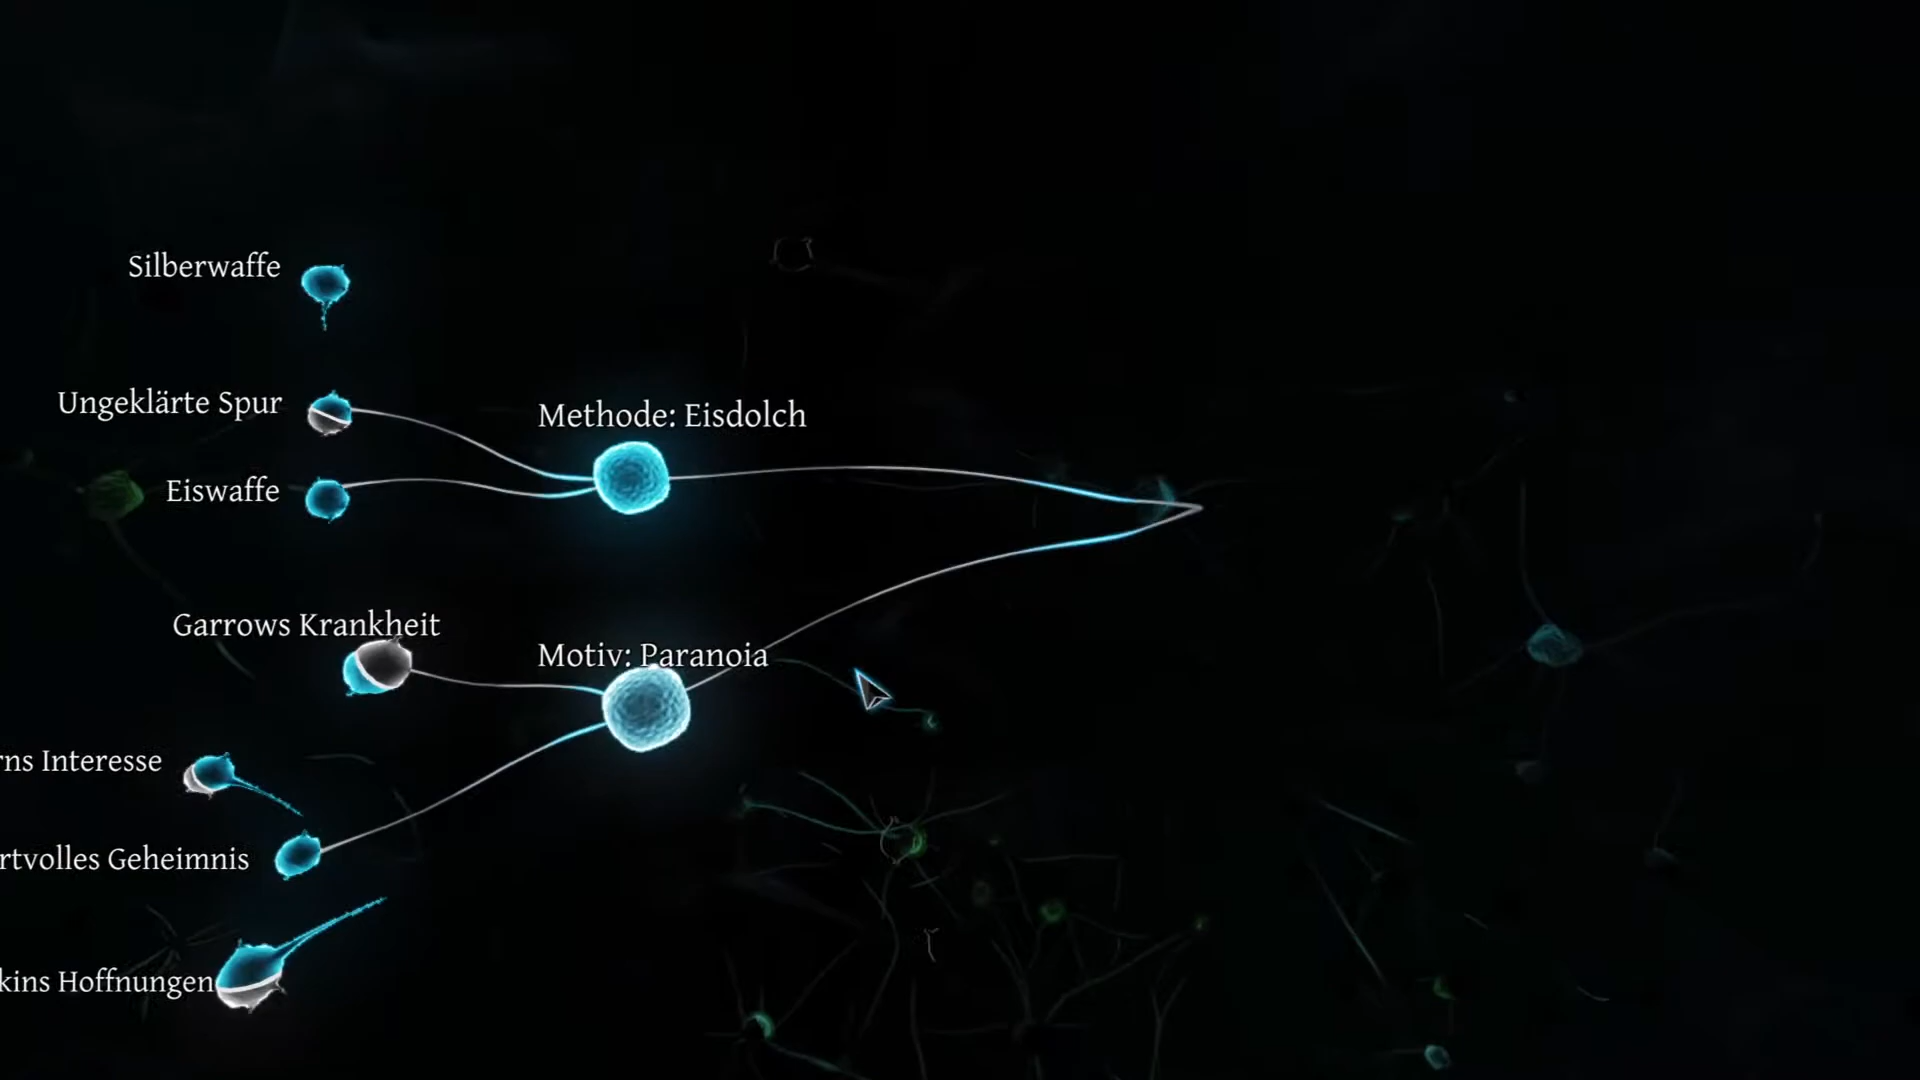 Silberwaffe
Ungeklärte Spur
Methode: Eisdolch
Eiswaffe
Garrows Krankheit
Motiv: Paranoia
rns Interesse
rtvolles Geheimnis
kins Hoffnungen